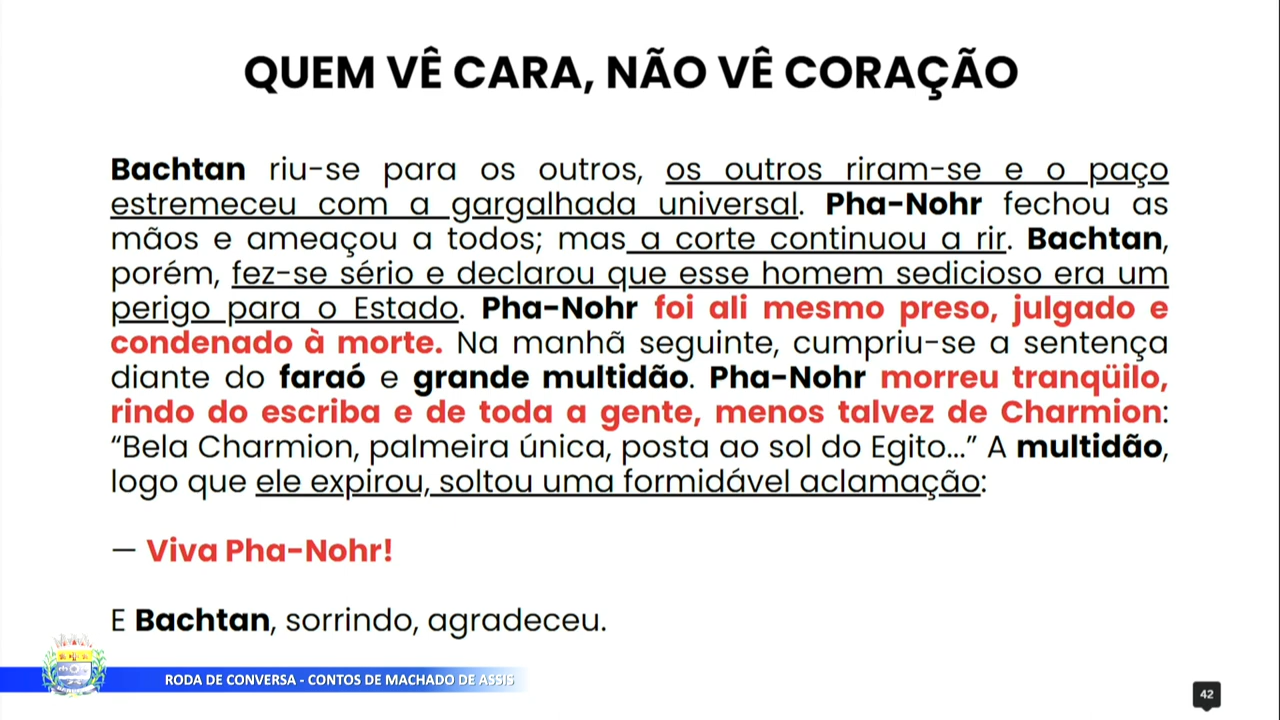 QUEM VÊ CARA, NÃO VÊ CORAÇÃO
Bachtan riu-se para os outros, os outros riram-se e o paço
estremeceu com a gargalhada universal. Pha-Nohr fechou as
mãos e ameaçou a todos; mas a corte continuou a rir. Bachtan,
porém, fez-se sério e declarou que esse homem sedicioso era um
perigo para o Estado. Pha-Nohr foi ali mesmo preso, julgado e
condenado à morte. Na manhã seguinte, cumpriu-se a sentença
diante do faraó e grande multidão. Pha-Nohr morreu tranqüilo,
rindo do escriba e de toda a gente, menos talvez de Charmion:
“Bela Charmion, palmeira única, posta ao sol do Egito...” A multidão,
logo que ele expirou, soltou uma formidável aclamação:
— Viva Pha-Nohr!
E Bachtan, sorrindo, agradeceu.
RODA DE CONVERSA - CONTOS DE MACHADO DE ASSIS
42